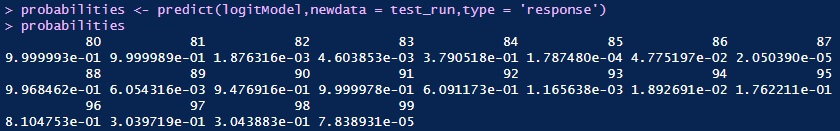 > probabilities <- predict(logitModel,newdata = test_run,type = 'response')
> probabilities
80 81 82 83 84 85 86 87
9.999993e-01 9.999989e-01 1.876316e-03 4.603853e-03 3.790518e-01 1.787480e-04 4.775197e-02 2.050390e-05
88 89 90 91 92 93 94 95
9.968462e-01 6.054316e-03 9.476916e-01 9.999978e-01 6.091173e-01 1.165638e-03 1.892691e-02 1.762211e-01
96 97 98 99
8.104753e-01 3.039719e-01 3.043883e-01 7.838931e-05